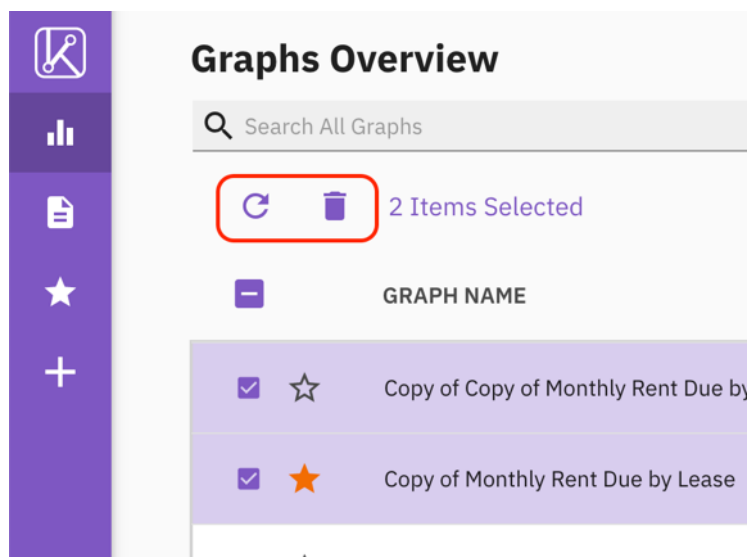 Graphs Overview
Search All Graphs
2 Items Selected
GRAPH NAME
Copy of Copy of Monthly Rent Due by
Copy of Monthly Rent Due by Lease